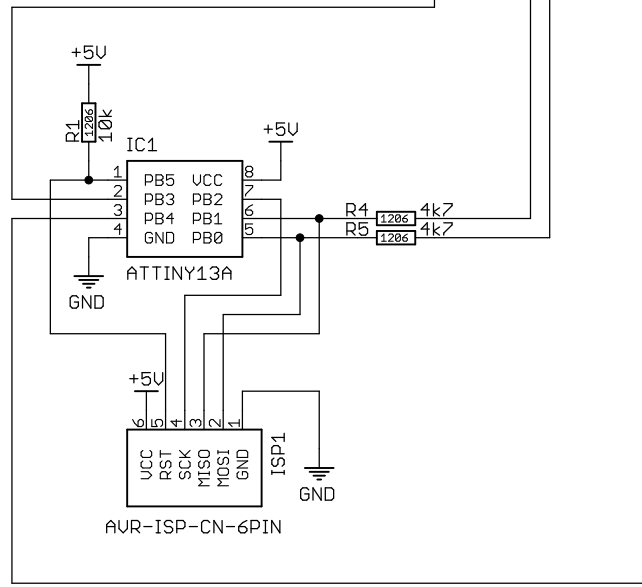 +5V
R1
1206
10k
IC1
+5V
1 PB5 VCC 8
2 PB3 PB2 7
3 PB4 PB1 6
4 GND PB0 5
R4 1206 4k7
R5 1206 4k7
ATTINY13A
GND
+5V
6 5 4 3 2 1
VCC
RST
SCK
MISO
MOSI
GND
ISP1
GND
AVR-ISP-CN-6PIN